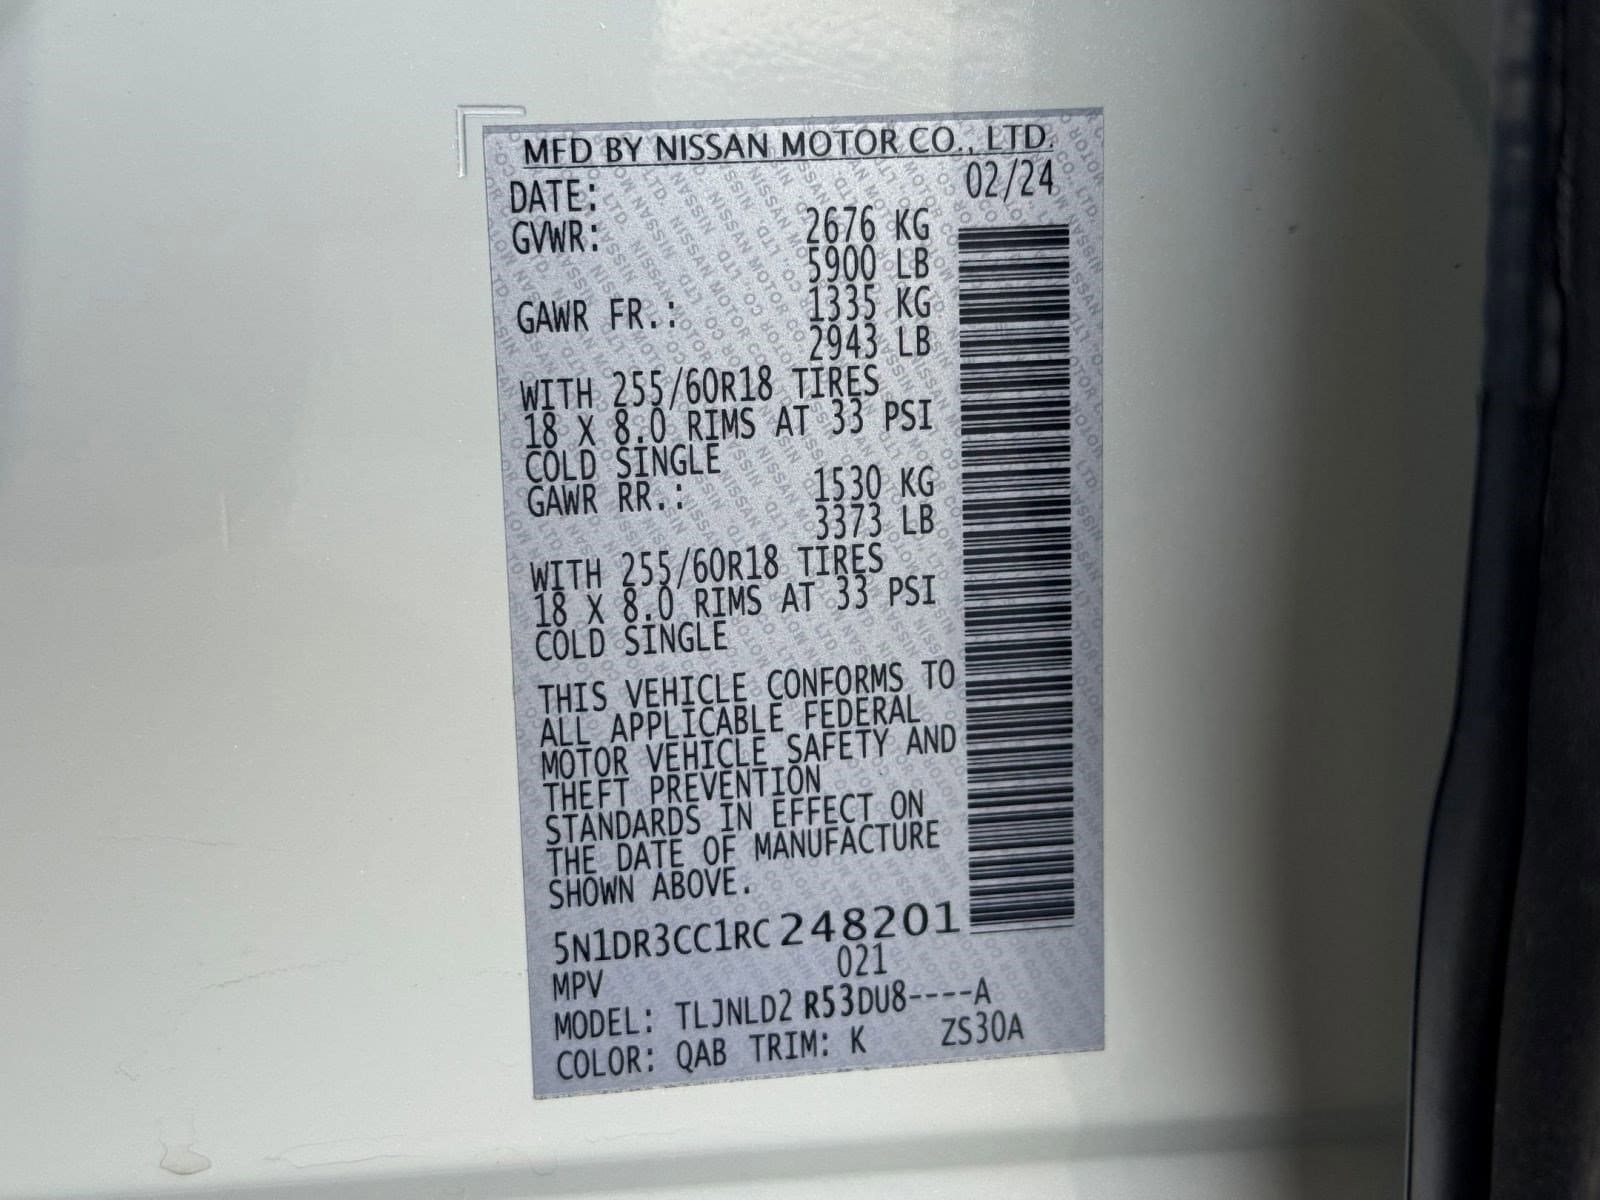 MFD BY NISSAN MOTOR CO., LTD.
DATE: 02/24
GVWR: 2676 KG
5900 LB
GAWR FR.: 1335 KG
2943 LB
WITH 255/60R18 TIRES
18 X 8.0 RIMS AT 33 PSI
COLD SINGLE
GAWR RR.: 1530 KG
3373 LB
WITH 255/60R18 TIRES
18 X 8.0 RIMS AT 33 PSI
COLD SINGLE
THIS VEHICLE CONFORMS TO
ALL APPLICABLE FEDERAL
MOTOR VEHICLE SAFETY AND
THEFT PREVENTION
STANDARDS IN EFFECT ON
THE DATE OF MANUFACTURE
SHOWN ABOVE.
5N1DR3CC1RC248201
MPV 021
MODEL: TLJNLD2 R53DU8----A
COLOR: QAB TRIM: K ZS30A